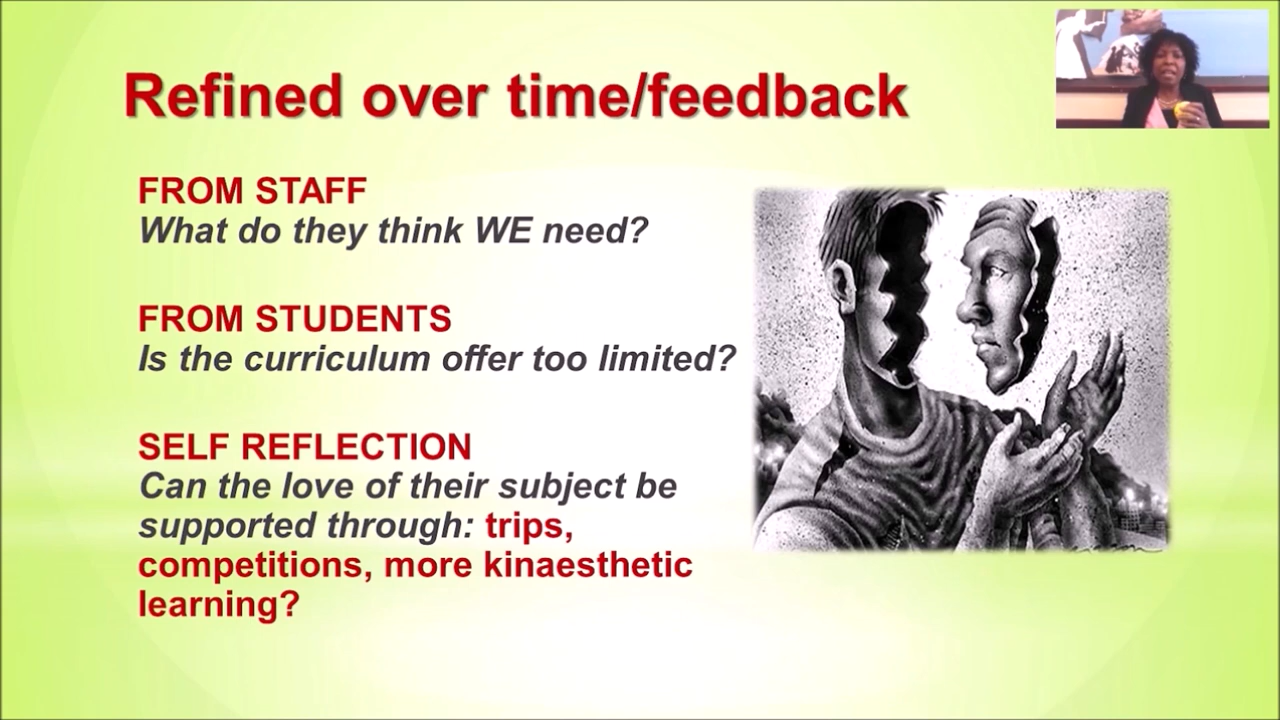 Refined over time/feedback
FROM STAFF
What do they think WE need?
FROM STUDENTS
Is the curriculum offer too limited?
SELF REFLECTION
Can the love of their subject be
supported through: trips,
competitions, more kinaesthetic
learning?